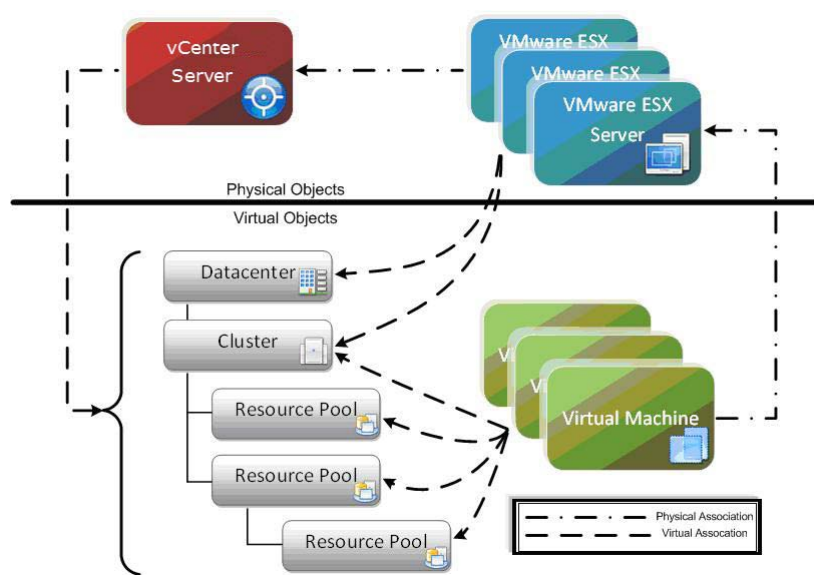 vCenter
Server
VMware ESX
VMware ESX
VMware ESX
Server
Physical Objects
Virtual Objects
Datacenter
Cluster
Resource Pool
Resource Pool
Resource Pool
V
V
Virtual Machine
Physical Association
Virtual Assocation